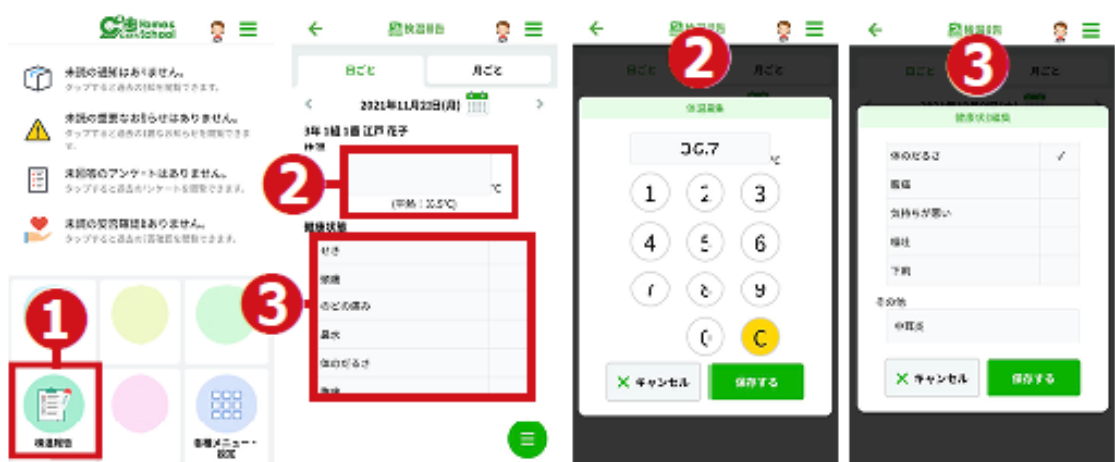 Home&
School
未読の通知はありません。
タップすると過去の通知を閲覧できます。
未読の重要なお知らせはありません。
タップすると過去の重要なお知らせを閲覧できま
す。
未回答のアンケートはありません。
タップすると過去のアンケートを閲覧できます。
未読の安否確認はありません。
タップすると過去の安否確認を閲覧できます。
1
検温報告
各種メニュー・
設定
検温報告
日ごと
月ごと
2021年11月22日(月)
3年 1組 1番 江戸 花子
体温
2
℃
健康状態
3
せき
頭痛
のどの痛み
鼻水
体のだるさ
腹痛
検温報告
2
日ごと
月ごと
体温編集
36.7
℃
1
2
3
4
5
6
7
8
9
0
C
キャンセル
保存する
検温報告
3
日ごと
月ごと
健康状態編集
体のだるさ
✓
腹痛
気持ちが悪い
嘔吐
下痢
その他
中耳炎
キャンセル
保存する